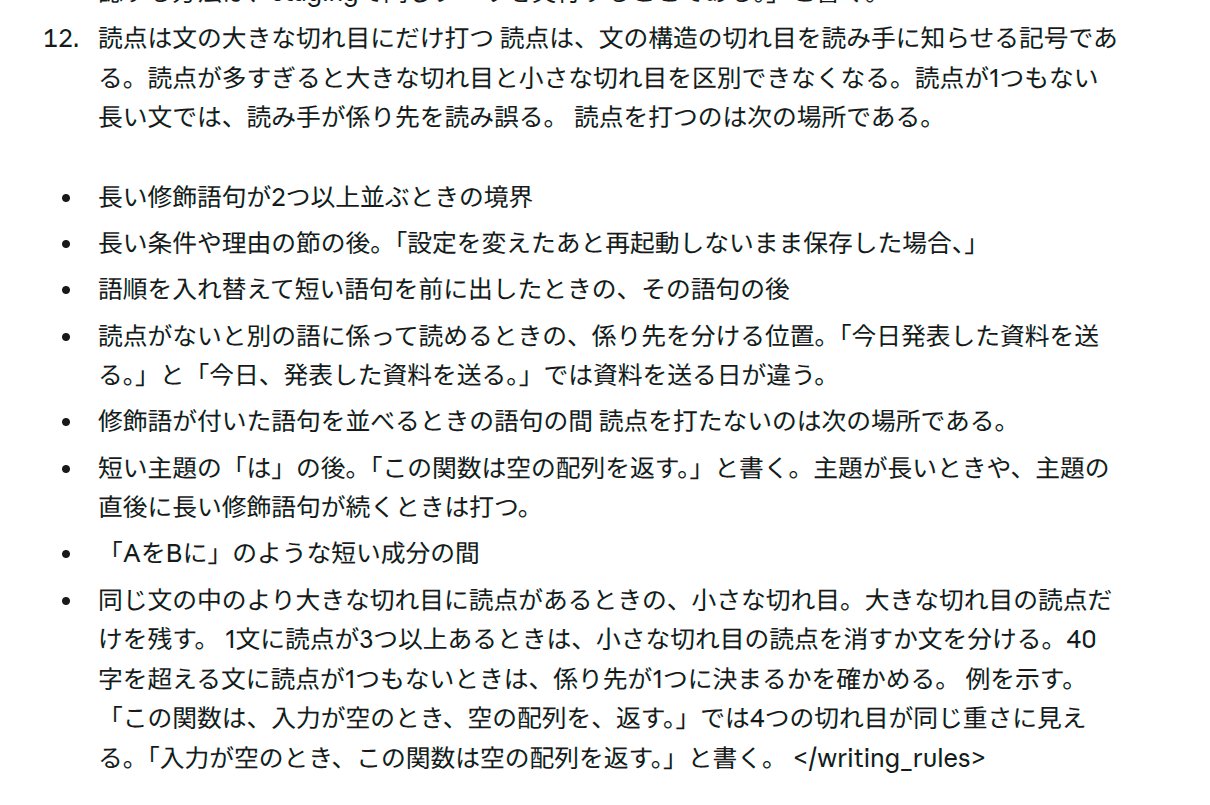 12. 読点は文の大きな切れ目にだけ打つ 読点は、文の構造の切れ目を読み手に知らせる記号であ
る。読点が多すぎると大きな切れ目と小さな切れ目を区別できなくなる。読点が1つもない
長い文では、読み手が係り先を読み誤る。 読点を打つのは次の場所である。
• 長い修飾語句が2つ以上並ぶときの境界
• 長い条件や理由の節の後。「設定を変えたあと再起動しないまま保存した場合、」
• 語順を入れ替えて短い語句を前に出したときの、その語句の後
• 読点がないと別の語に係って読めるときの、係り先を分ける位置。「今日発表した資料を送
る。」と「今日、発表した資料を送る。」では資料を送る日が違う。
• 修飾語が付いた語句を並べるときの語句の間 読点を打たないのは次の場所である。
• 短い主題の「は」の後。「この関数は空の配列を返す。」と書く。主題が長いときや、主題の
直後に長い修飾語句が続くときは打つ。
• 「AをBに」のような短い成分の間
• 同じ文の中のより大きな切れ目に読点があるときの、小さな切れ目。大きな切れ目の読点だ
けを残す。 1文に読点が3つ以上あるときは、小さな切れ目の読点を消すか文を分ける。40
字を超える文に読点が1つもないときは、係り先が1つに決まるかを確かめる。 例を示す。
「この関数は、入力が空のとき、空の配列を、返す。」では4つの切れ目が同じ重さに見え
る。「入力が空のとき、この関数は空の配列を返す。」と書く。 </writing_rules>